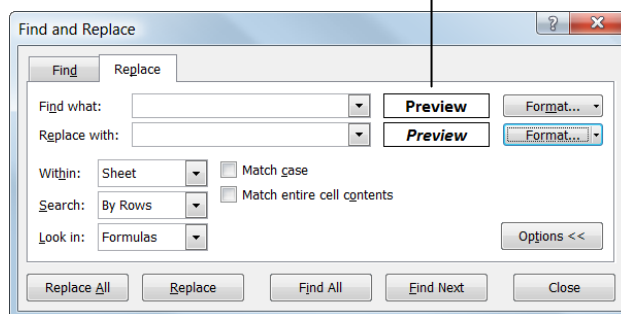 Find and Replace
Find Replace
Find what: Preview Format...
Replace with: Preview Format...
Within: Sheet Match case
Match entire cell contents
Search: By Rows
Look in: Formulas Options <<
Replace All Replace Find All Find Next Close